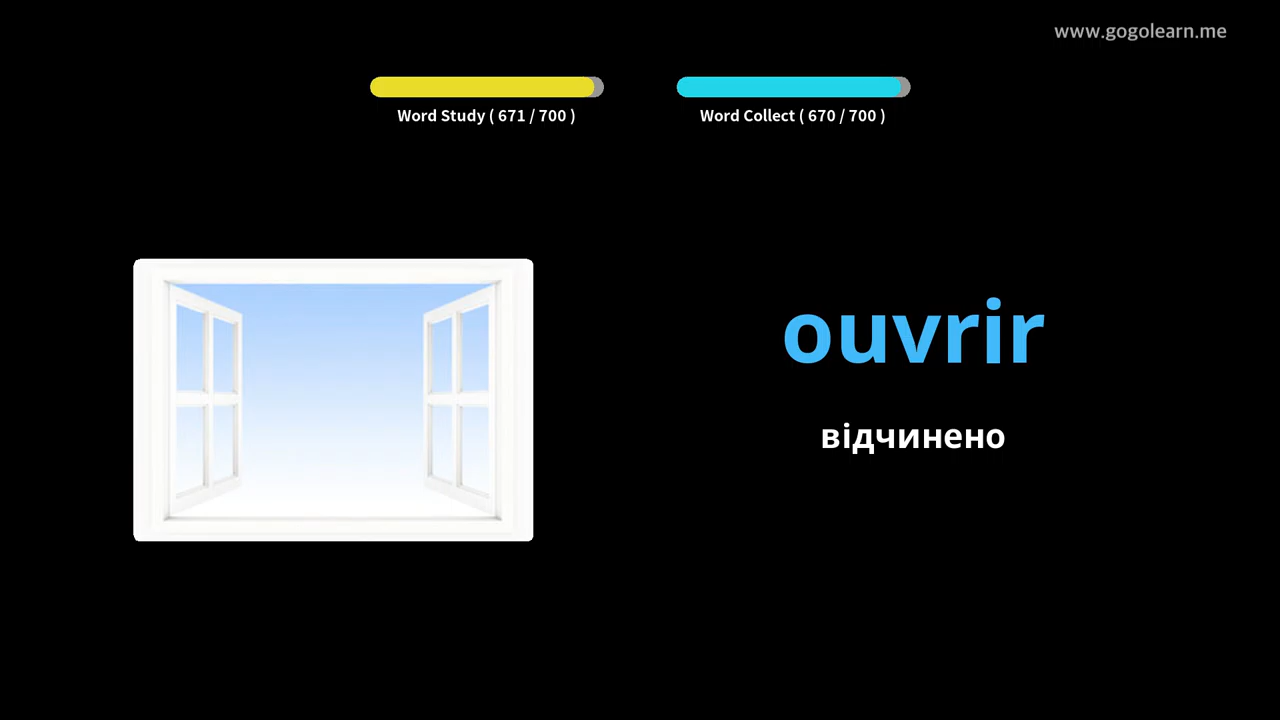 www.gogolearn.me
Word Study ( 671 / 700 )
Word Collect ( 670 / 700 )
ouvrir
відчинено